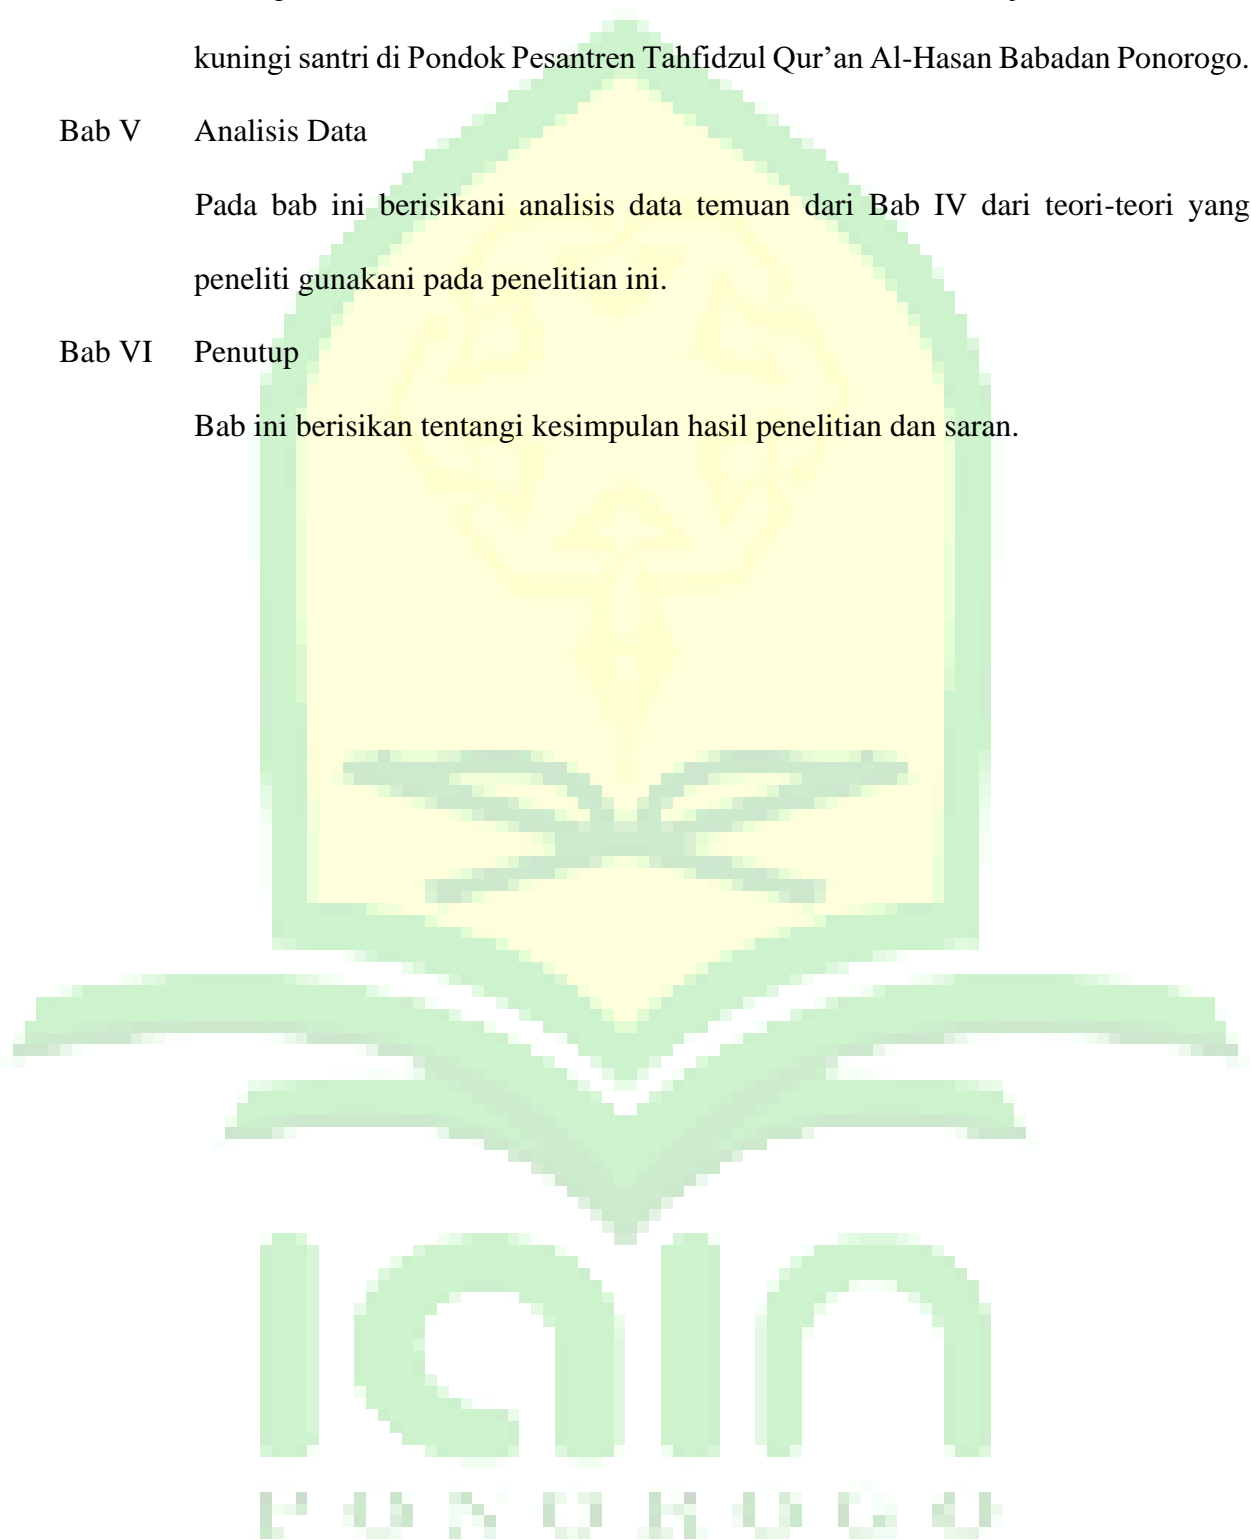 kuningi santri di Pondok Pesantren Tahfidzul Qur’an Al-Hasan Babadan Ponorogo.
Bab V Analisis Data
Pada bab ini berisikani analisis data temuan dari Bab IV dari teori-teori yang
peneliti gunakani pada penelitian ini.
Bab VI Penutup
Bab ini berisikan tentangi kesimpulan hasil penelitian dan saran.
iain
PONOROGO